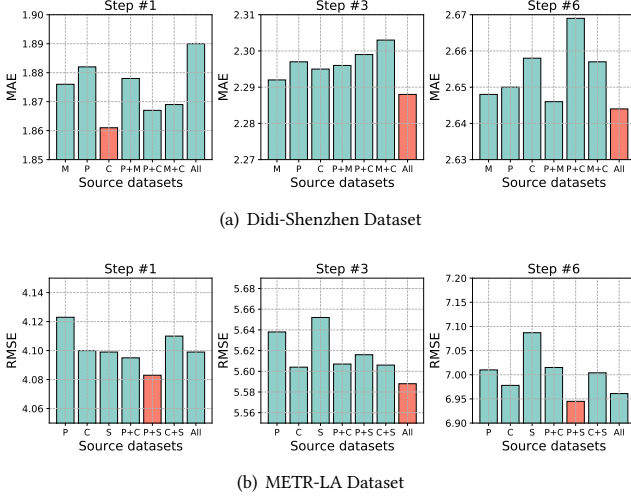 Step #1 Step #3 Step #6
1.90 2.31 2.67
1.89 2.30 2.66
1.88 2.29 2.65
1.87 2.28 2.64
1.86 2.27 2.63
1.85
MAE MAE MAE
M P C P+M P+C M+C All M P C P+M P+C M+C All M P C P+M P+C M+C All
Source datasets Source datasets Source datasets
(a) Didi-Shenzhen Dataset
Step #1 Step #3 Step #6
4.14 5.68 7.20
4.12 5.66 7.15
4.10 5.64 7.10
4.08 5.62 7.05
4.06 5.60 7.00
5.58 6.95
5.56 6.90
RMSE RMSE RMSE
P C S P+C P+S C+S All P C S P+C P+S C+S All P C S P+C P+S C+S All
Source datasets Source datasets Source datasets
(b) METR-LA Dataset